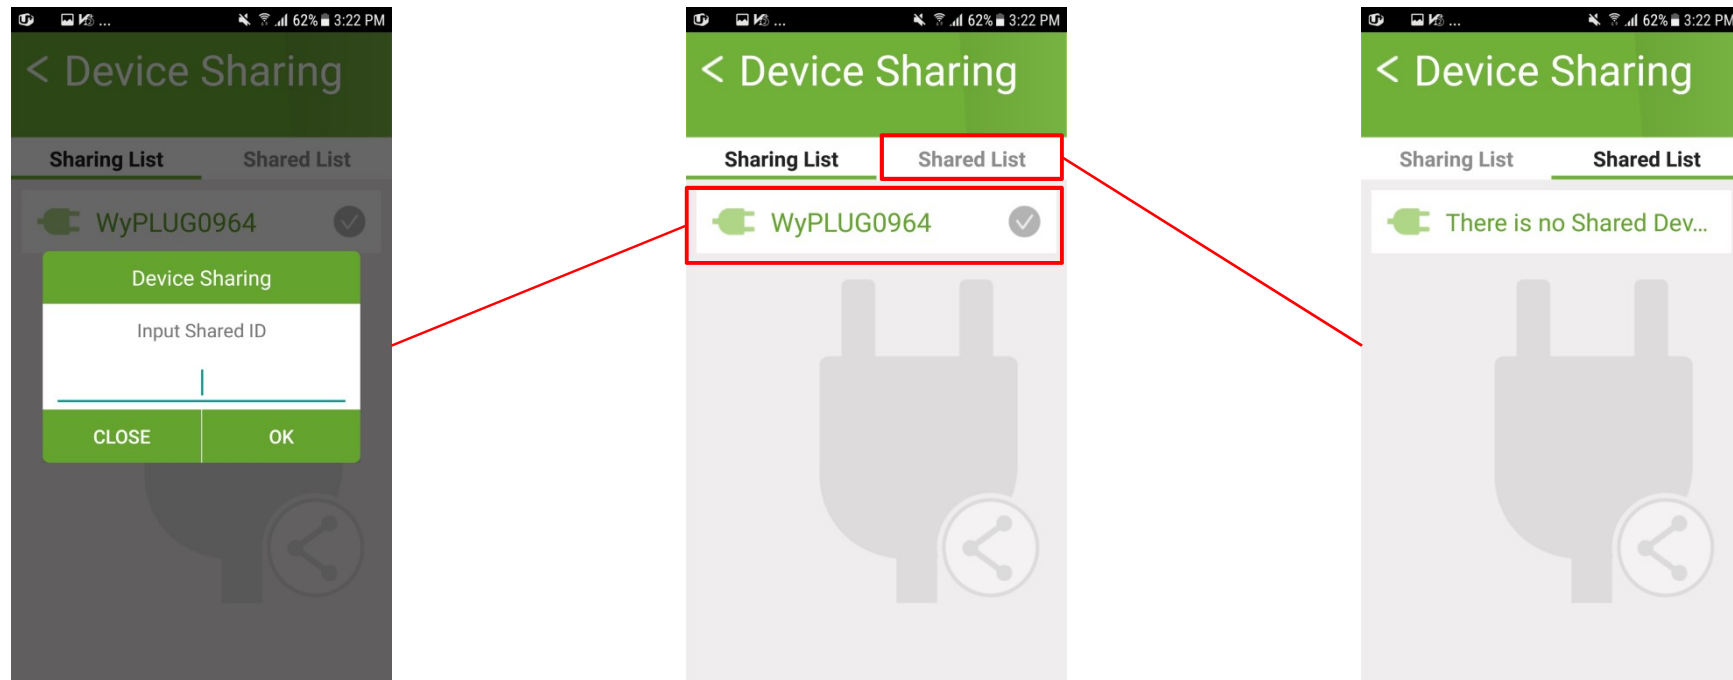 ... 62% 3:22 PM
< Device Sharing
Sharing List Shared List
WyPLUG0964
Device Sharing
Input Shared ID
CLOSE OK
... 62% 3:22 PM
< Device Sharing
Sharing List Shared List
WyPLUG0964
... 62% 3:22 PM
< Device Sharing
Sharing List Shared List
There is no Shared Dev...